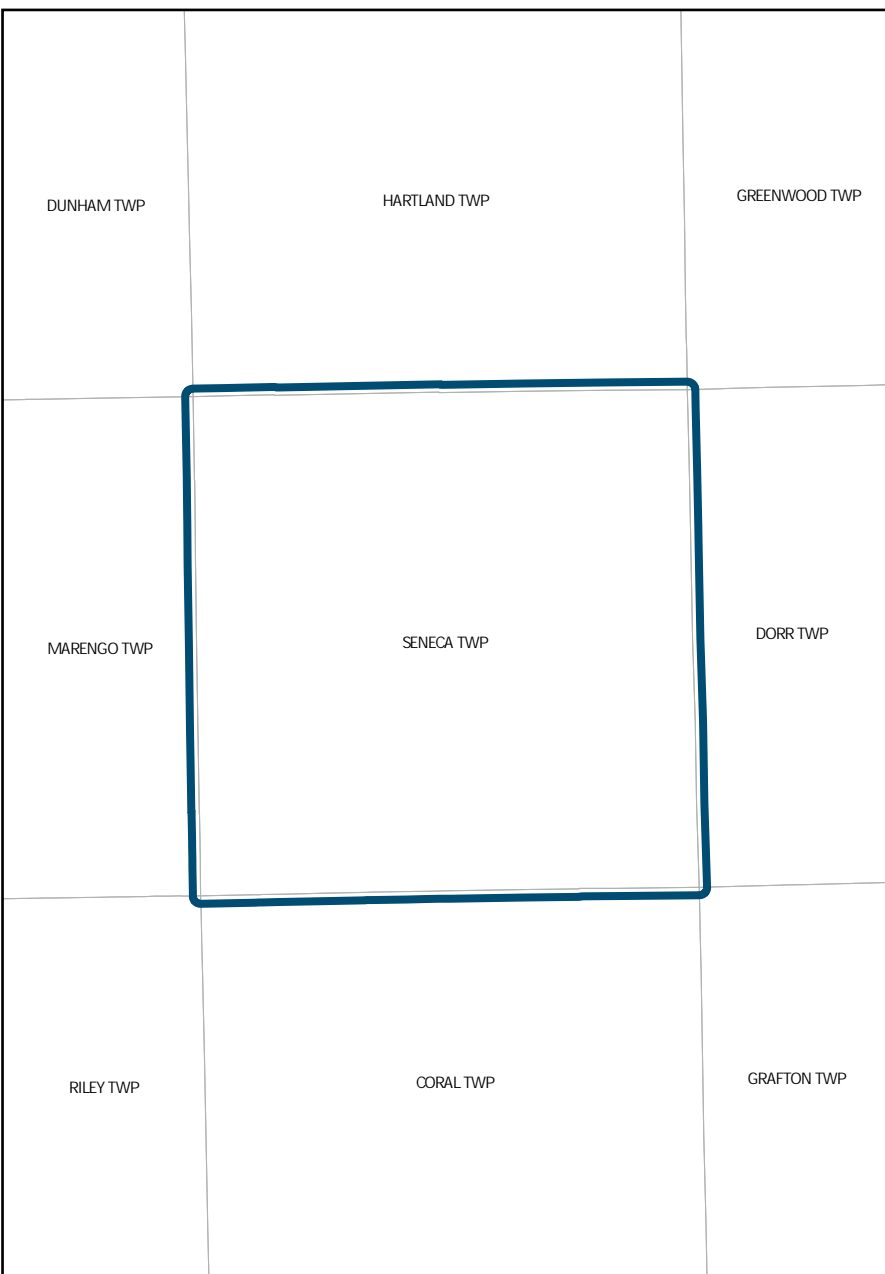 DUNHAM TWP
HARTLAND TWP
GREENWOOD TWP
MARENGO TWP
SENECA TWP
DORR TWP
RILEY TWP
CORAL TWP
GRAFTON TWP